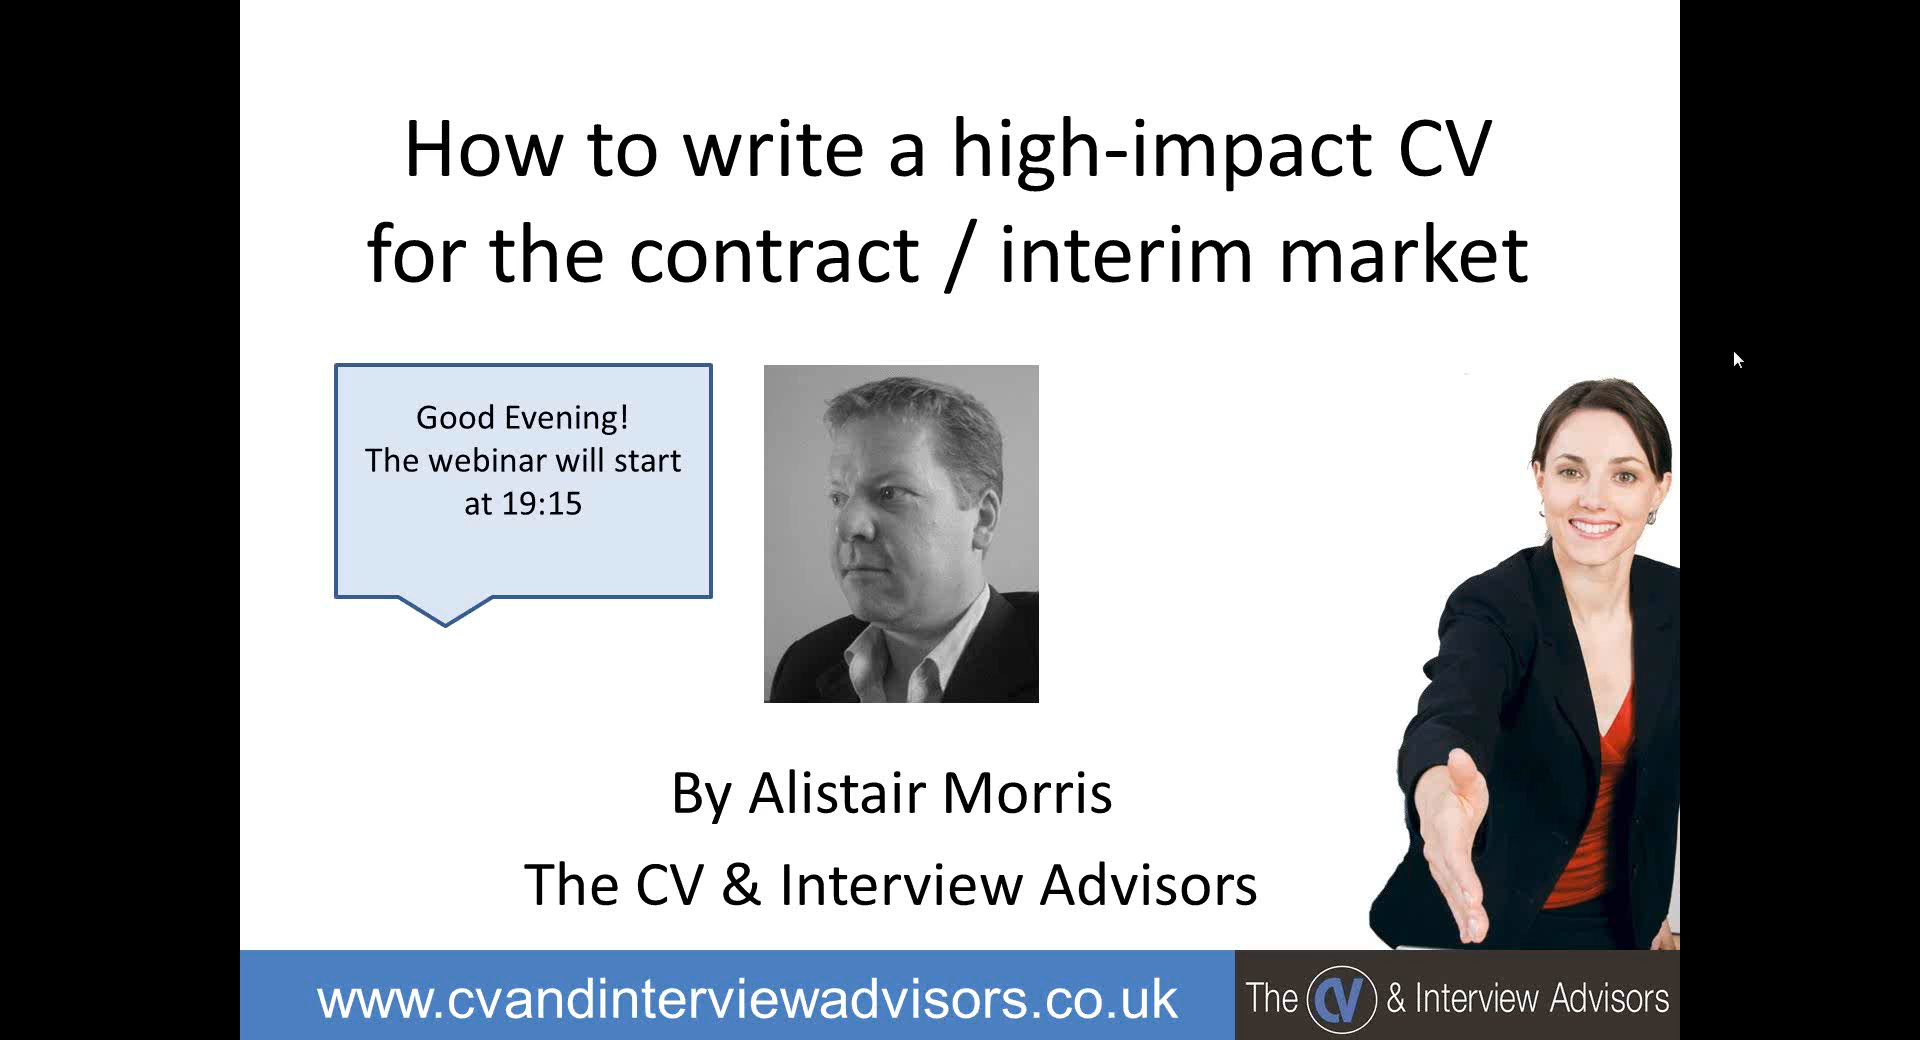 How to write a high-impact CV
for the contract / interim market
Good Evening!
The webinar will start
at 19:15
By Alistair Morris
The CV & Interview Advisors
www.cvandinterviewadvisors.co.uk
The CV & Interview Advisors